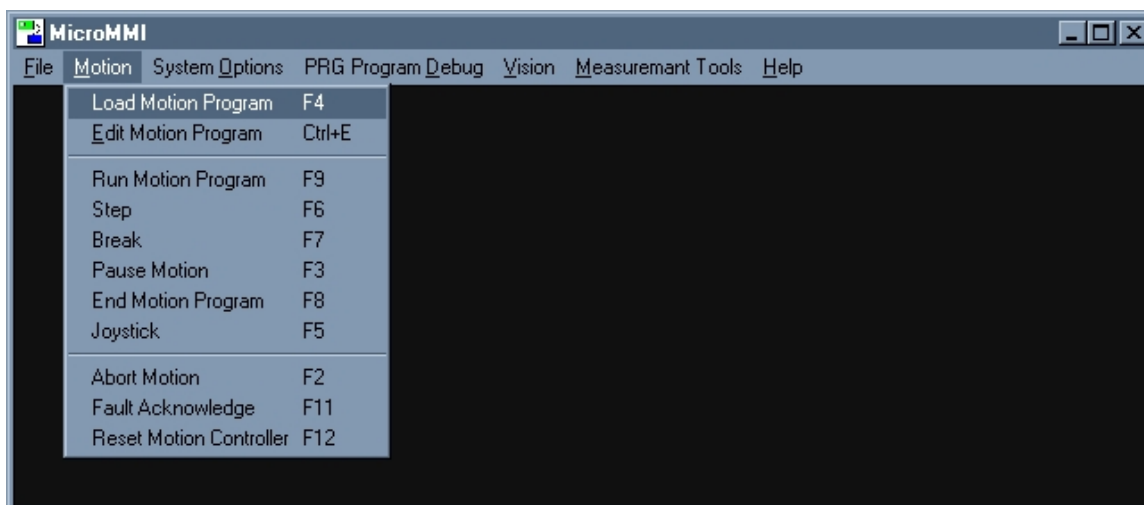 MicroMMI
File Motion System Options PRG Program Debug Vision Measuremant Tools Help
Load Motion Program F4
Edit Motion Program Ctrl+E
Run Motion Program F9
Step F6
Break F7
Pause Motion F3
End Motion Program F8
Joystick F5
Abort Motion F2
Fault Acknowledge F11
Reset Motion Controller F12